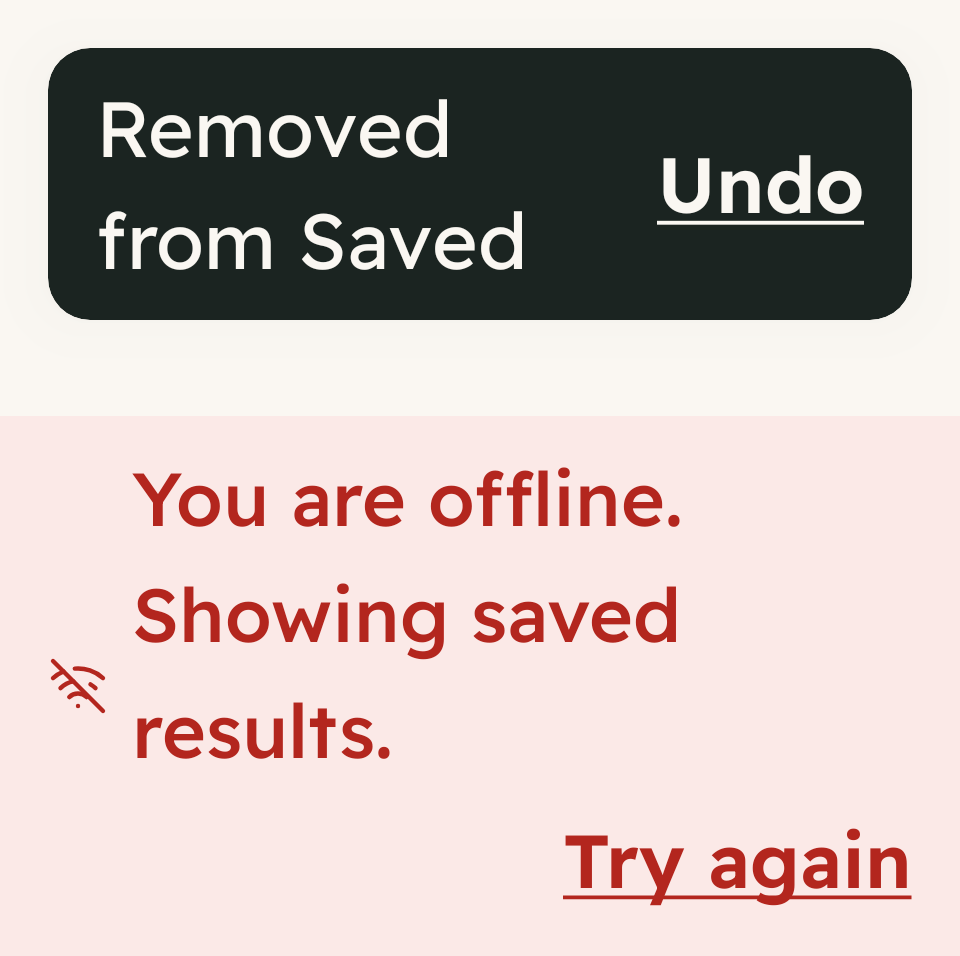 Removed
from Saved
Undo
You are offline.
Showing saved
results.
Try again